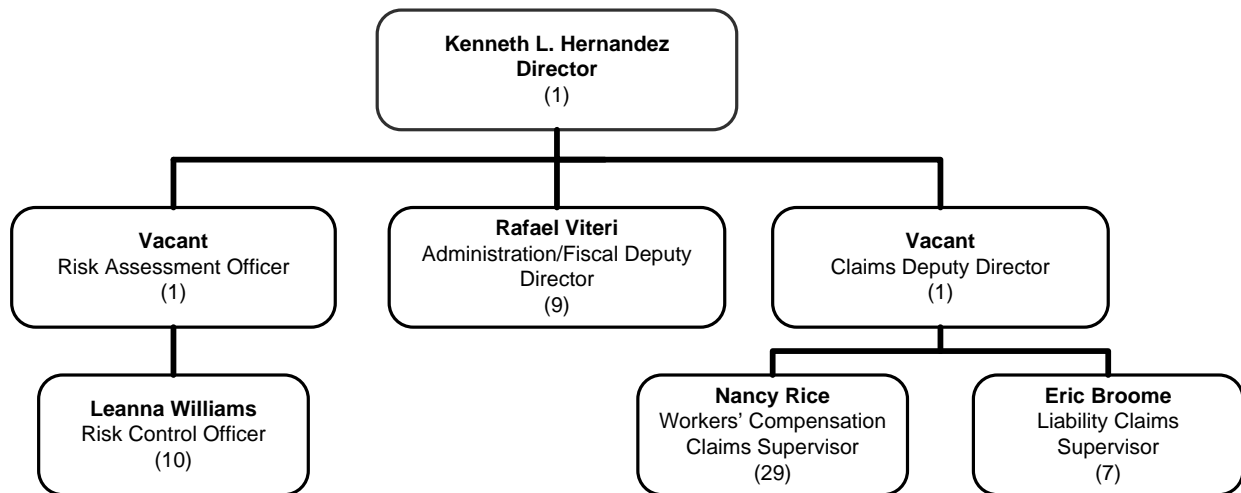 Kenneth L. Hernandez
Director
(1)
Vacant
Risk Assessment Officer
(1)
Rafael Viteri
Administration/Fiscal Deputy
Director
(9)
Vacant
Claims Deputy Director
(1)
Leanna Williams
Risk Control Officer
(10)
Nancy Rice
Workers’ Compensation
Claims Supervisor
(29)
Eric Broome
Liability Claims
Supervisor
(7)